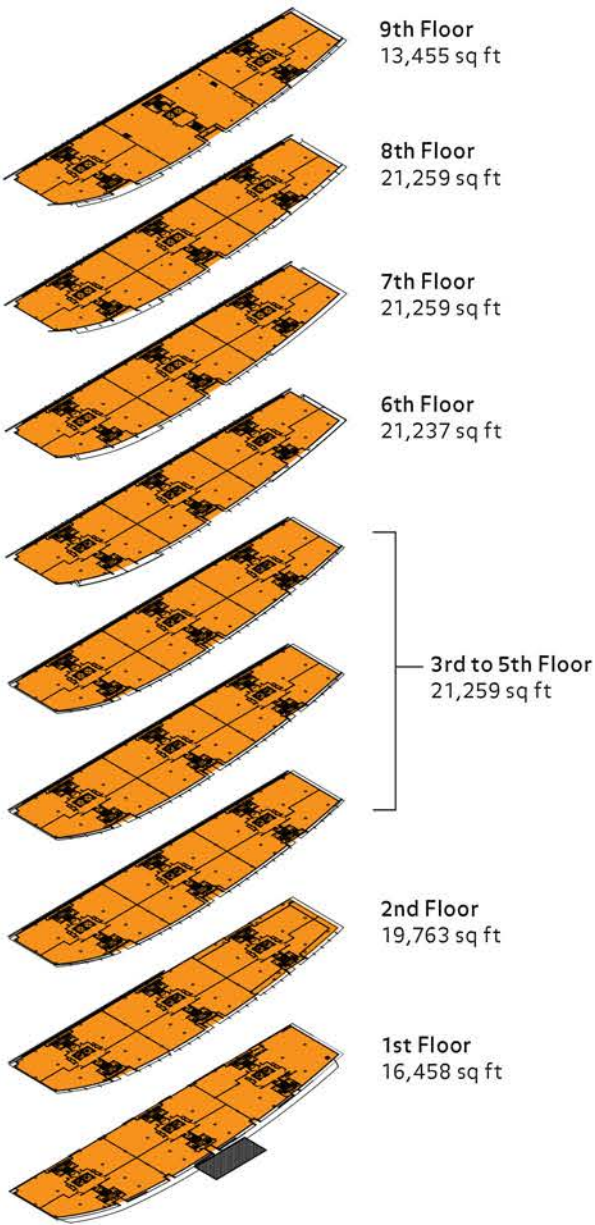 9th Floor
13,455 sq ft
8th Floor
21,259 sq ft
7th Floor
21,259 sq ft
6th Floor
21,237 sq ft
3rd to 5th Floor
21,259 sq ft
2nd Floor
19,763 sq ft
1st Floor
16,458 sq ft